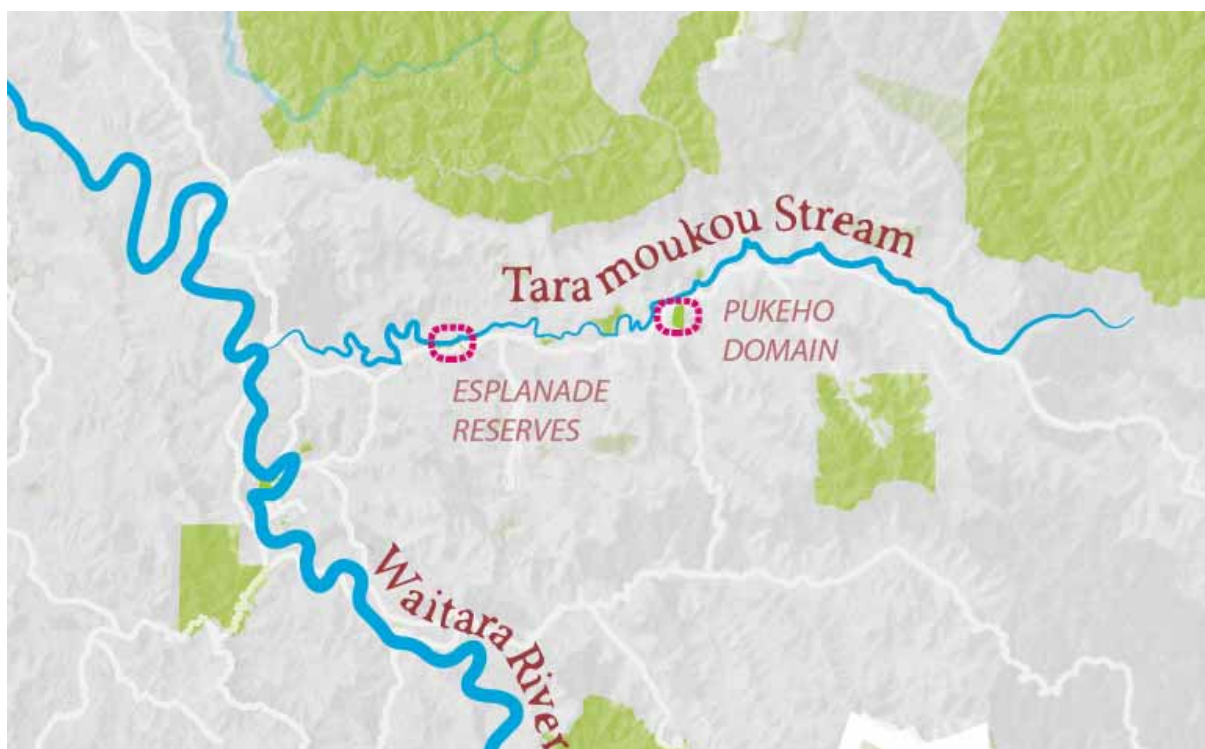 Taramoukou Stream
PUKEHO
DOMAIN
ESPLANADE
RESERVES
Waitara River